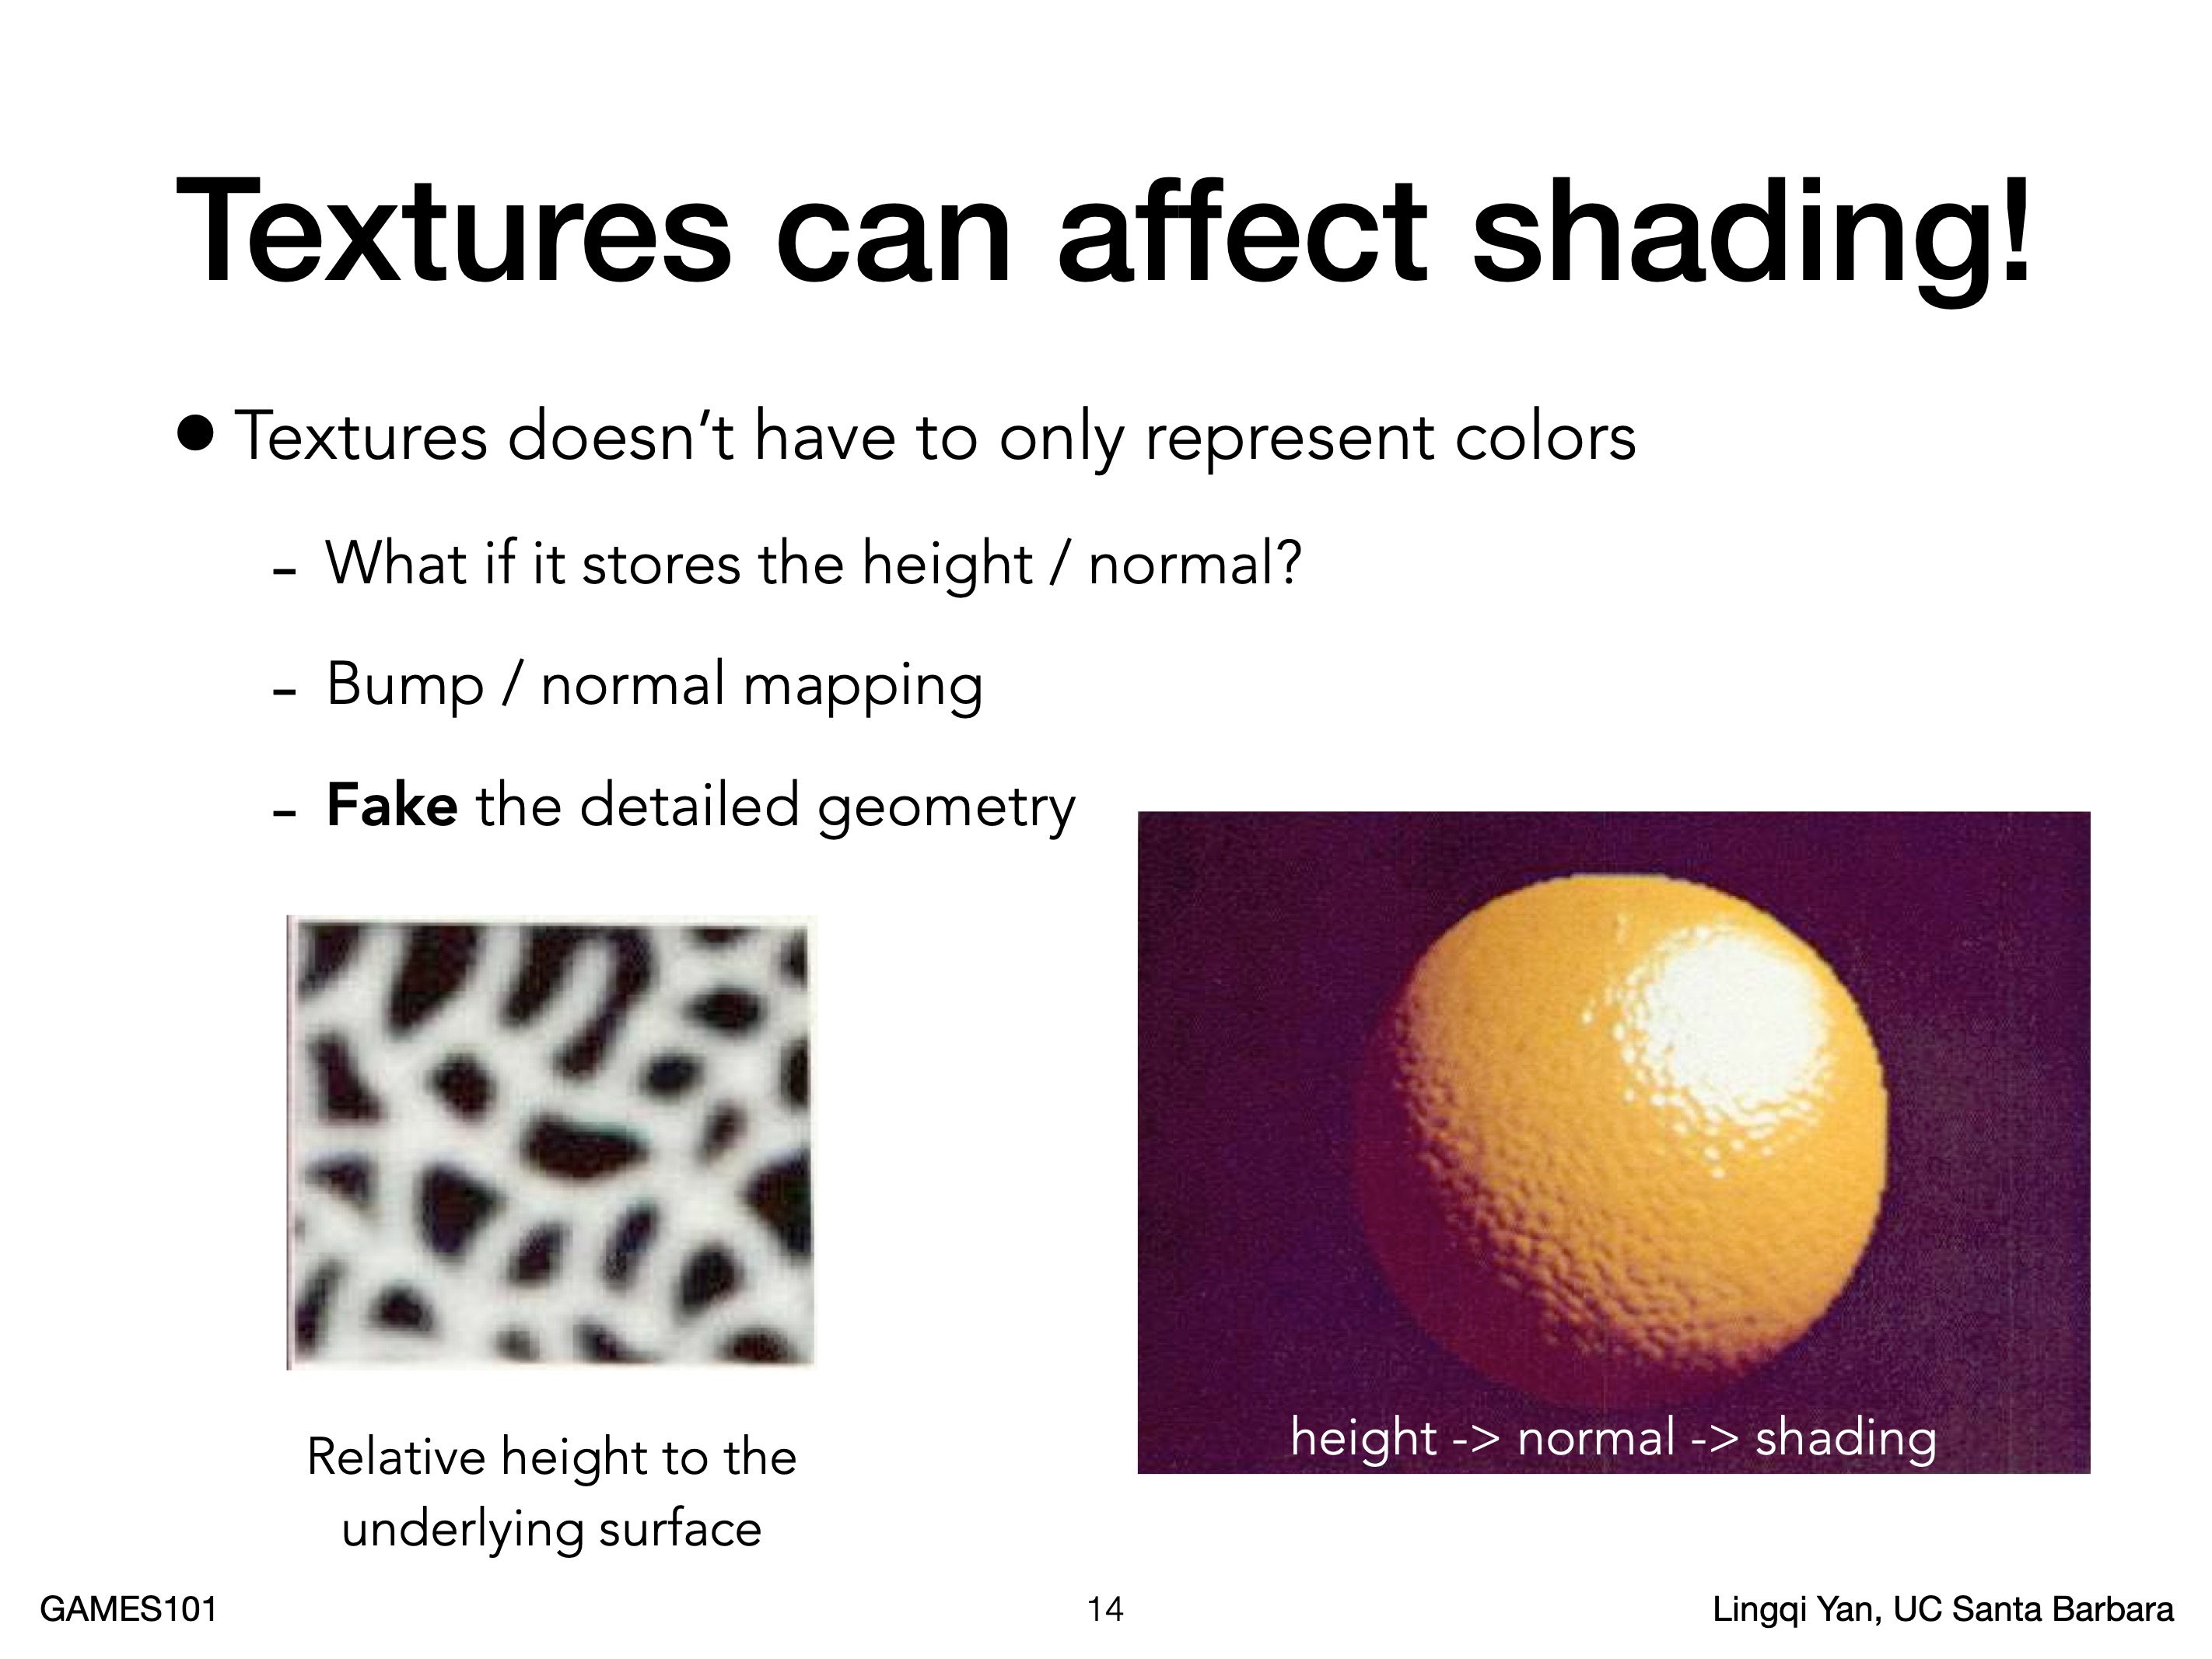 Textures can affect shading!
● Textures doesn’t have to only represent colors
- What if it stores the height / normal?
- Bump / normal mapping
- Fake the detailed geometry
Relative height to the
underlying surface
height -> normal -> shading
GAMES101
14
Lingqi Yan, UC Santa Barbara